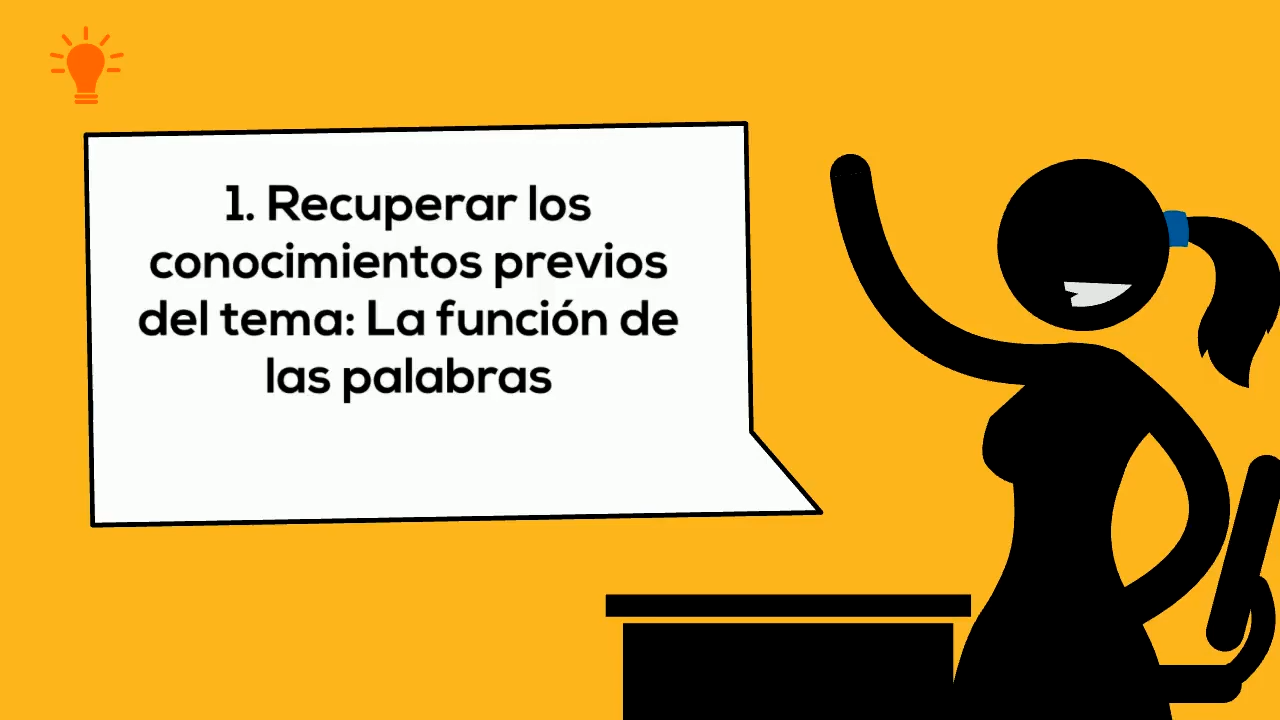 1. Recuperar los
conocimientos previos
del tema: La función de
las palabras